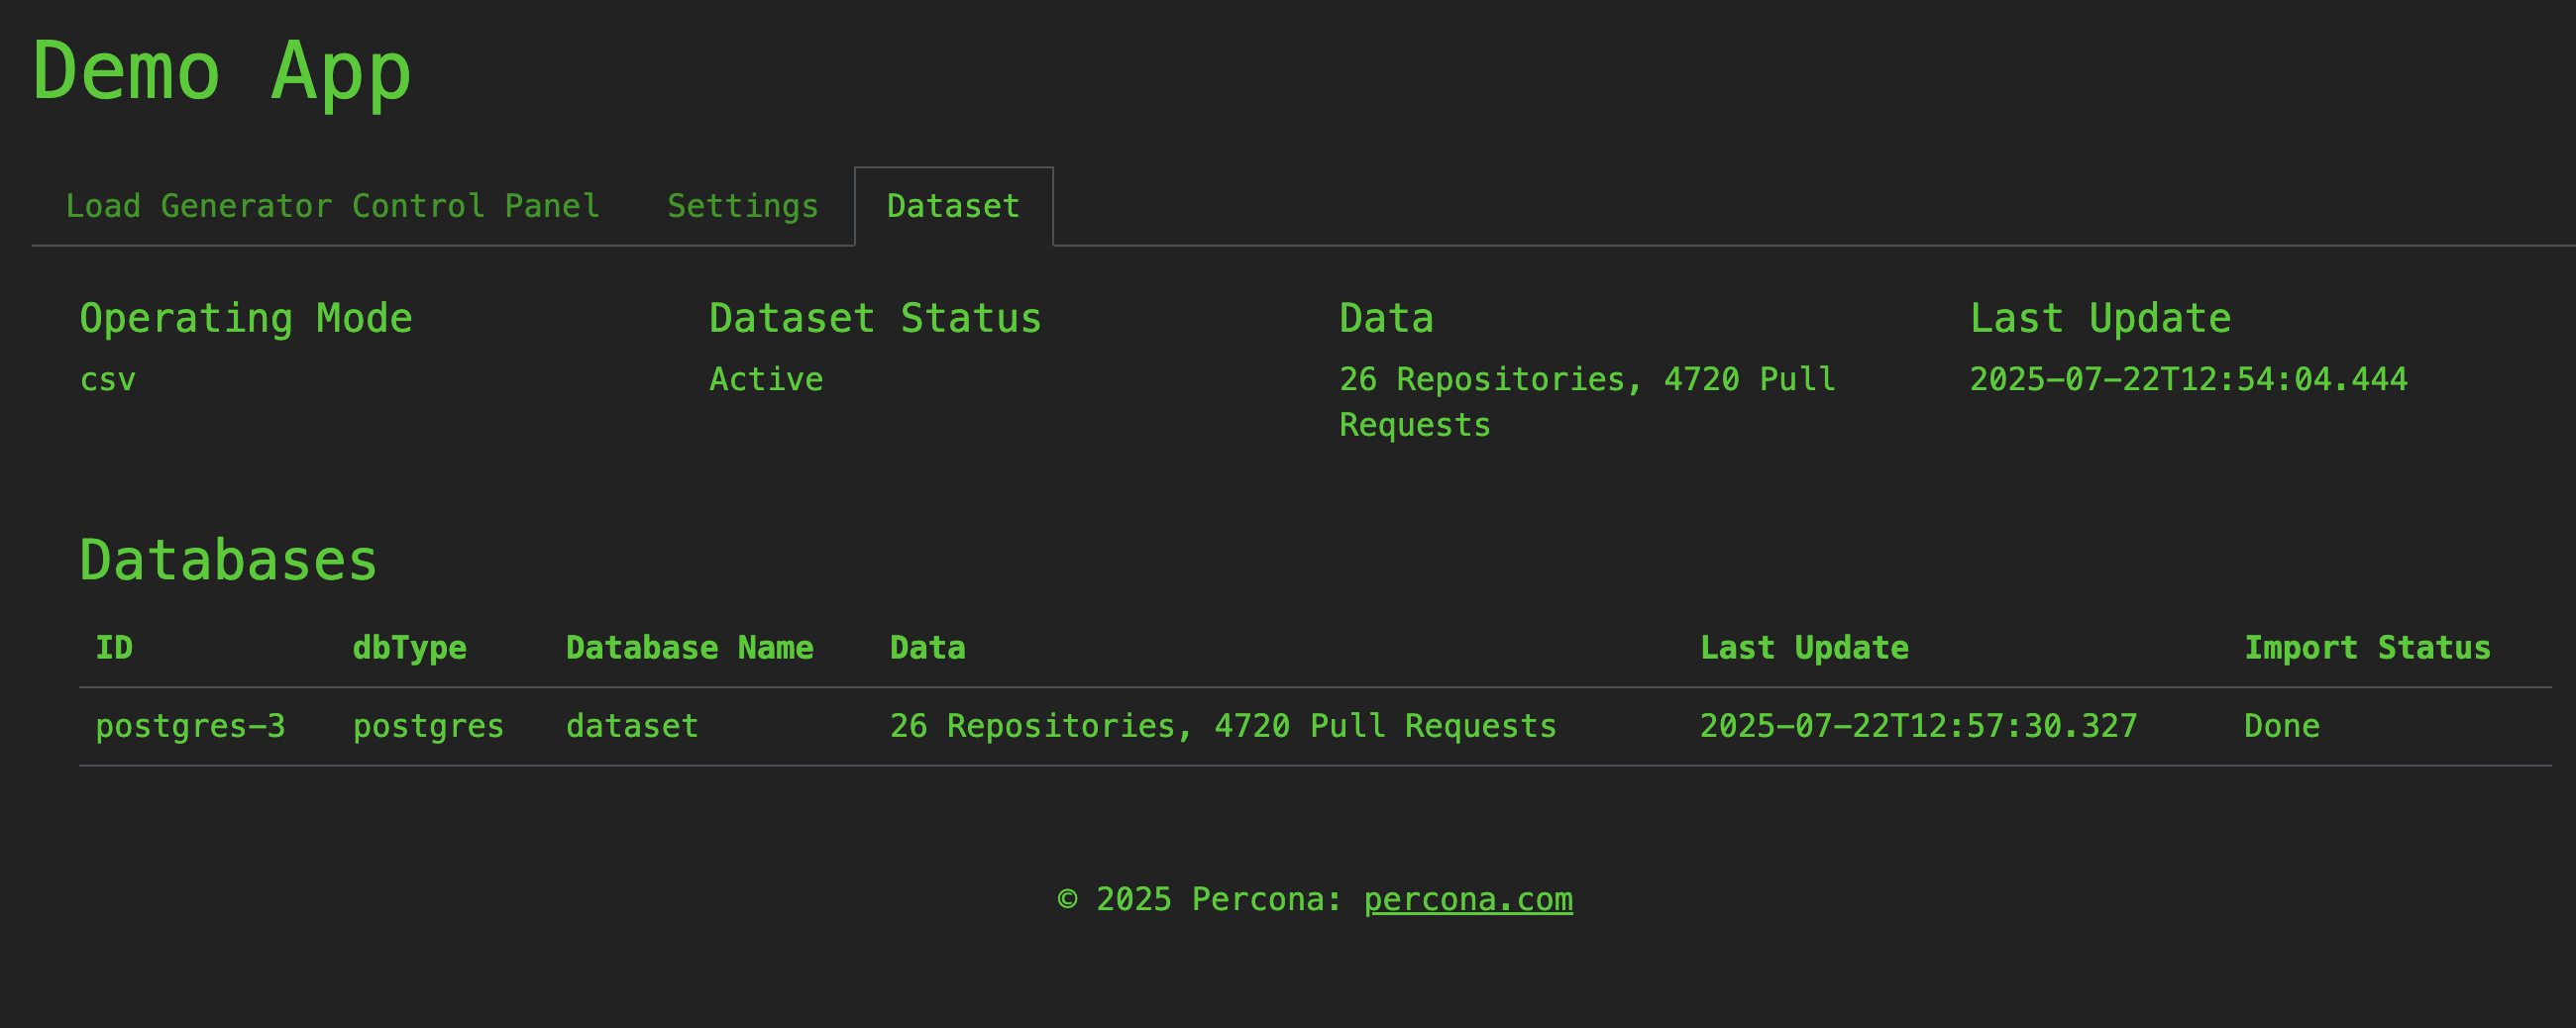 Demo App
Load Generator Control Panel Settings Dataset
Operating Mode Dataset Status Data Last Update
csv Active 26 Repositories, 4720 Pull 2025-07-22T12:54:04.444
Requests
Databases
ID dbType Database Name Data Last Update Import Status
postgres-3 postgres dataset 26 Repositories, 4720 Pull Requests 2025-07-22T12:57:30.327 Done
© 2025 Percona: percona.com